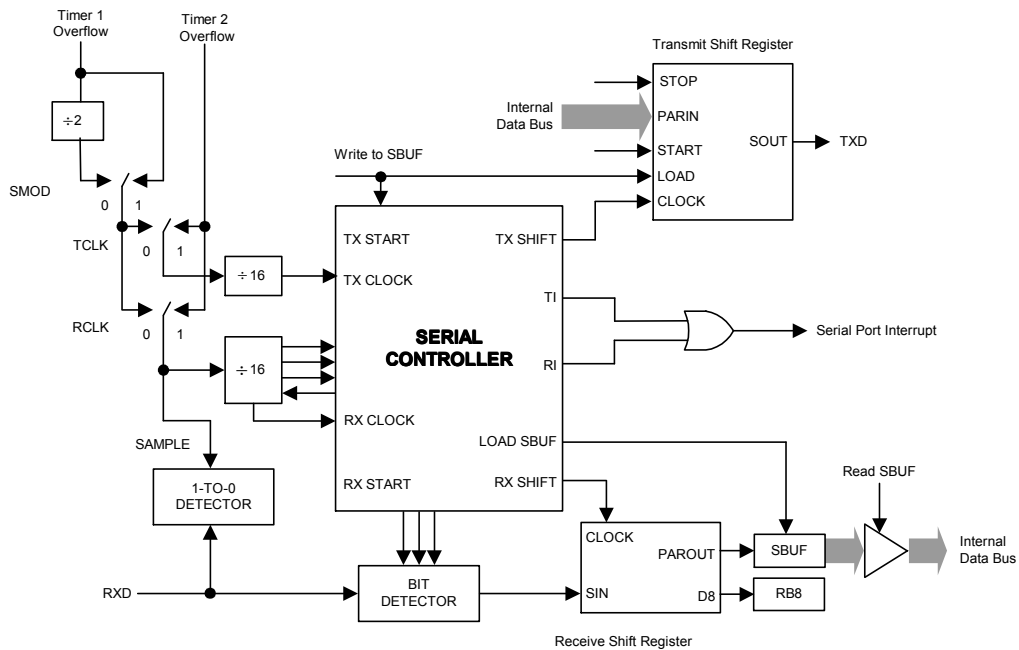 Timer 1
Overflow
Timer 2
Overflow
÷2
SMOD
0 1
TCLK
0 1
÷16
RCLK
0 1
÷16
SAMPLE
1-TO-0
DETECTOR
RXD
Write to SBUF
TX START
TX SHIFT
TX CLOCK
TI
SERIAL
CONTROLLER
RI
RX CLOCK
LOAD SBUF
RX START
RX SHIFT
BIT
DETECTOR
Transmit Shift Register
Internal
Data Bus
STOP
PARIN
SOUT
START
LOAD
CLOCK
TXD
Serial Port Interrupt
CLOCK
PAROUT
SIN
D8
Receive Shift Register
SBUF
RB8
Read SBUF
Internal
Data Bus